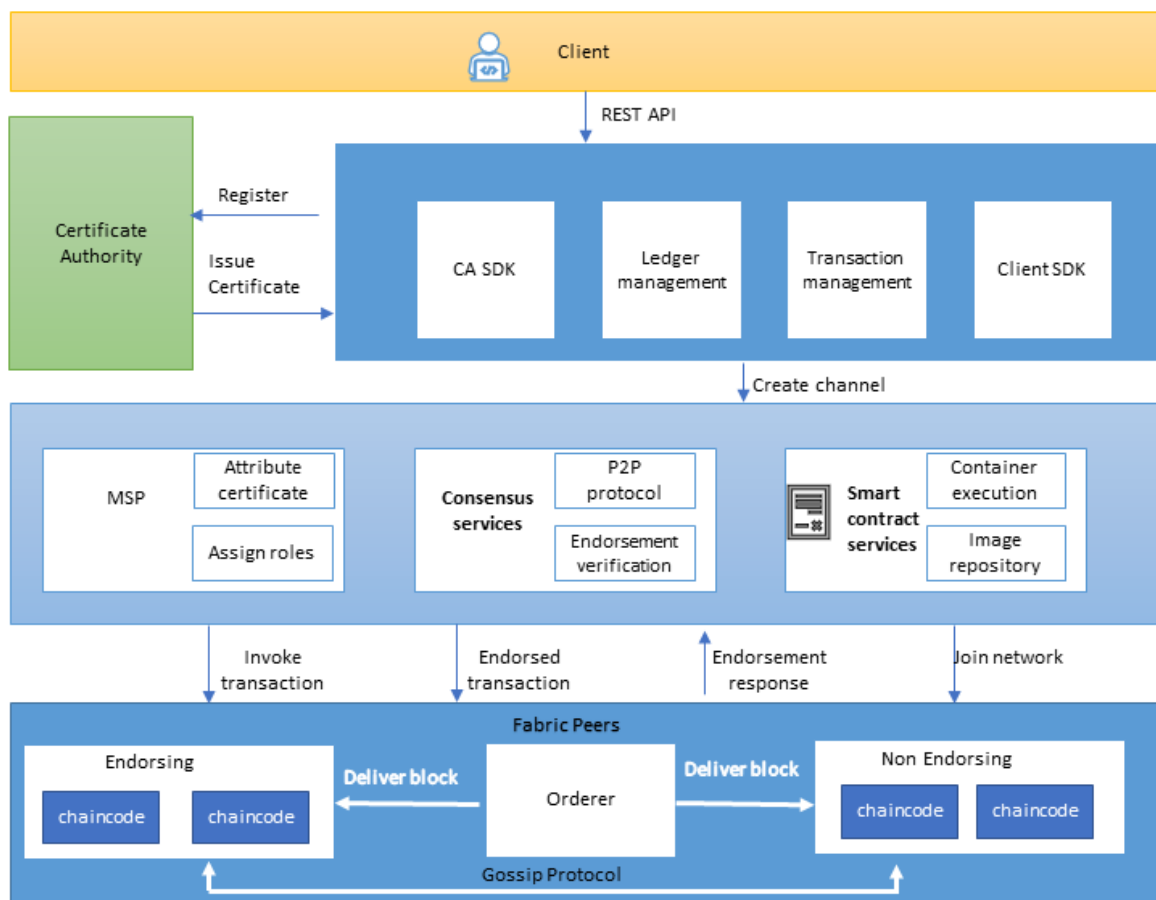 Client
REST API
Certificate
Authority
Register
Issue
Certificate
CA SDK
Ledger
management
Transaction
management
Client SDK
Create channel
MSP
Attribute
certificate
Assign roles
Consensus
services
P2P
protocol
Endorsement
verification
Smart
contract
services
Container
execution
Image
repository
Invoke
transaction
Endorsed
transaction
Endorsement
response
Join network
Fabric Peers
Endorsing
chaincode
chaincode
Deliver block
Orderer
Deliver block
Non Endorsing
chaincode
chaincode
Gossip Protocol